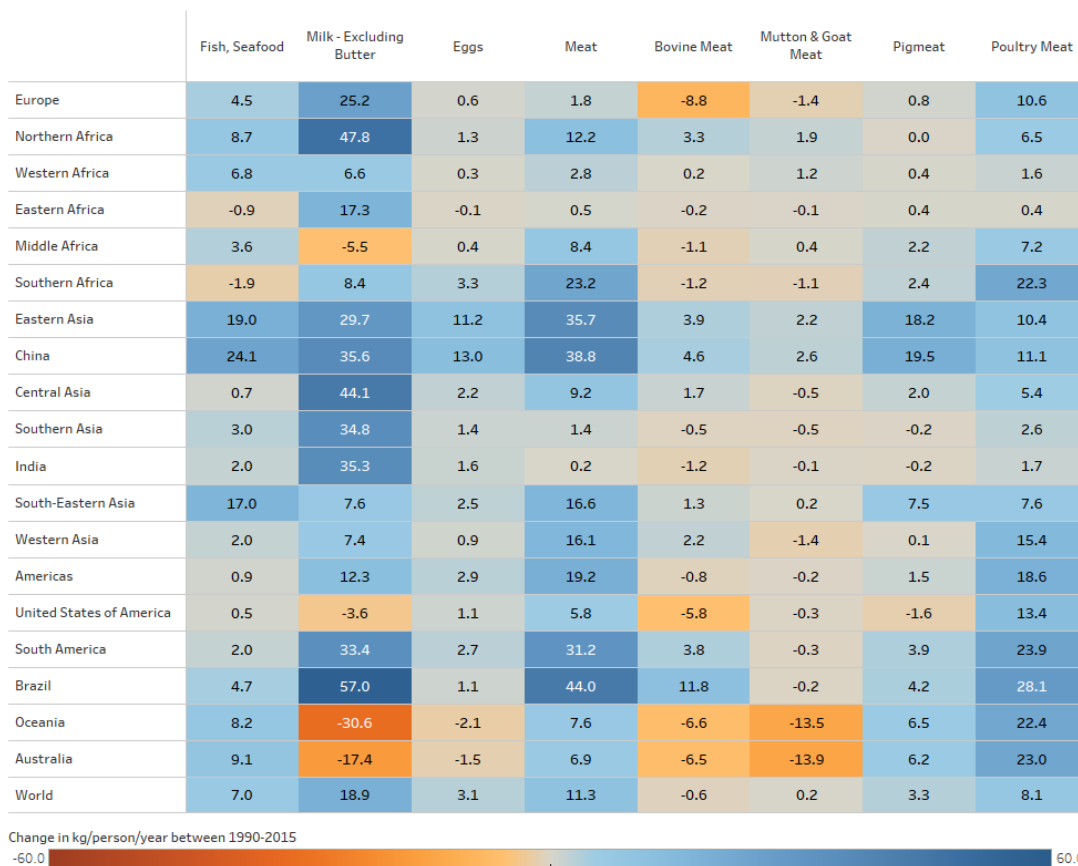 Fish, Seafood Milk - Excluding Butter Eggs Meat Bovine Meat Mutton & Goat Meat Pigmeat Poultry Meat
Europe 4.5 25.2 0.6 1.8 -8.8 -1.4 0.8 10.6
Northern Africa 8.7 47.8 1.3 12.2 3.3 1.9 0.0 6.5
Western Africa 6.8 6.6 0.3 2.8 0.2 1.2 0.4 1.6
Eastern Africa -0.9 17.3 -0.1 0.5 -0.2 -0.1 0.4 0.4
Middle Africa 3.6 -5.5 0.4 8.4 -1.1 0.4 2.2 7.2
Southern Africa -1.9 8.4 3.3 23.2 -1.2 -1.1 2.4 22.3
Eastern Asia 19.0 29.7 11.2 35.7 3.9 2.2 18.2 10.4
China 24.1 35.6 13.0 38.8 4.6 2.6 19.5 11.1
Central Asia 0.7 44.1 2.2 9.2 1.7 -0.5 2.0 5.4
Southern Asia 3.0 34.8 1.4 1.4 -0.5 -0.5 -0.2 2.6
India 2.0 35.3 1.6 0.2 -1.2 -0.1 -0.2 1.7
South-Eastern Asia 17.0 7.6 2.5 16.6 1.3 0.2 7.5 7.6
Western Asia 2.0 7.4 0.9 16.1 2.2 -1.4 0.1 15.4
Americas 0.9 12.3 2.9 19.2 -0.8 -0.2 1.5 18.6
United States of America 0.5 -3.6 1.1 5.8 -5.8 -0.3 -1.6 13.4
South America 2.0 33.4 2.7 31.2 3.8 -0.3 3.9 23.9
Brazil 4.7 57.0 1.1 44.0 11.8 -0.2 4.2 28.1
Oceania 8.2 -30.6 -2.1 7.6 -6.6 -13.5 6.5 22.4
Australia 9.1 -17.4 -1.5 6.9 -6.5 -13.9 6.2 23.0
World 7.0 18.9 3.1 11.3 -0.6 0.2 3.3 8.1
Change in kg/person/year between 1990-2015
-60.0